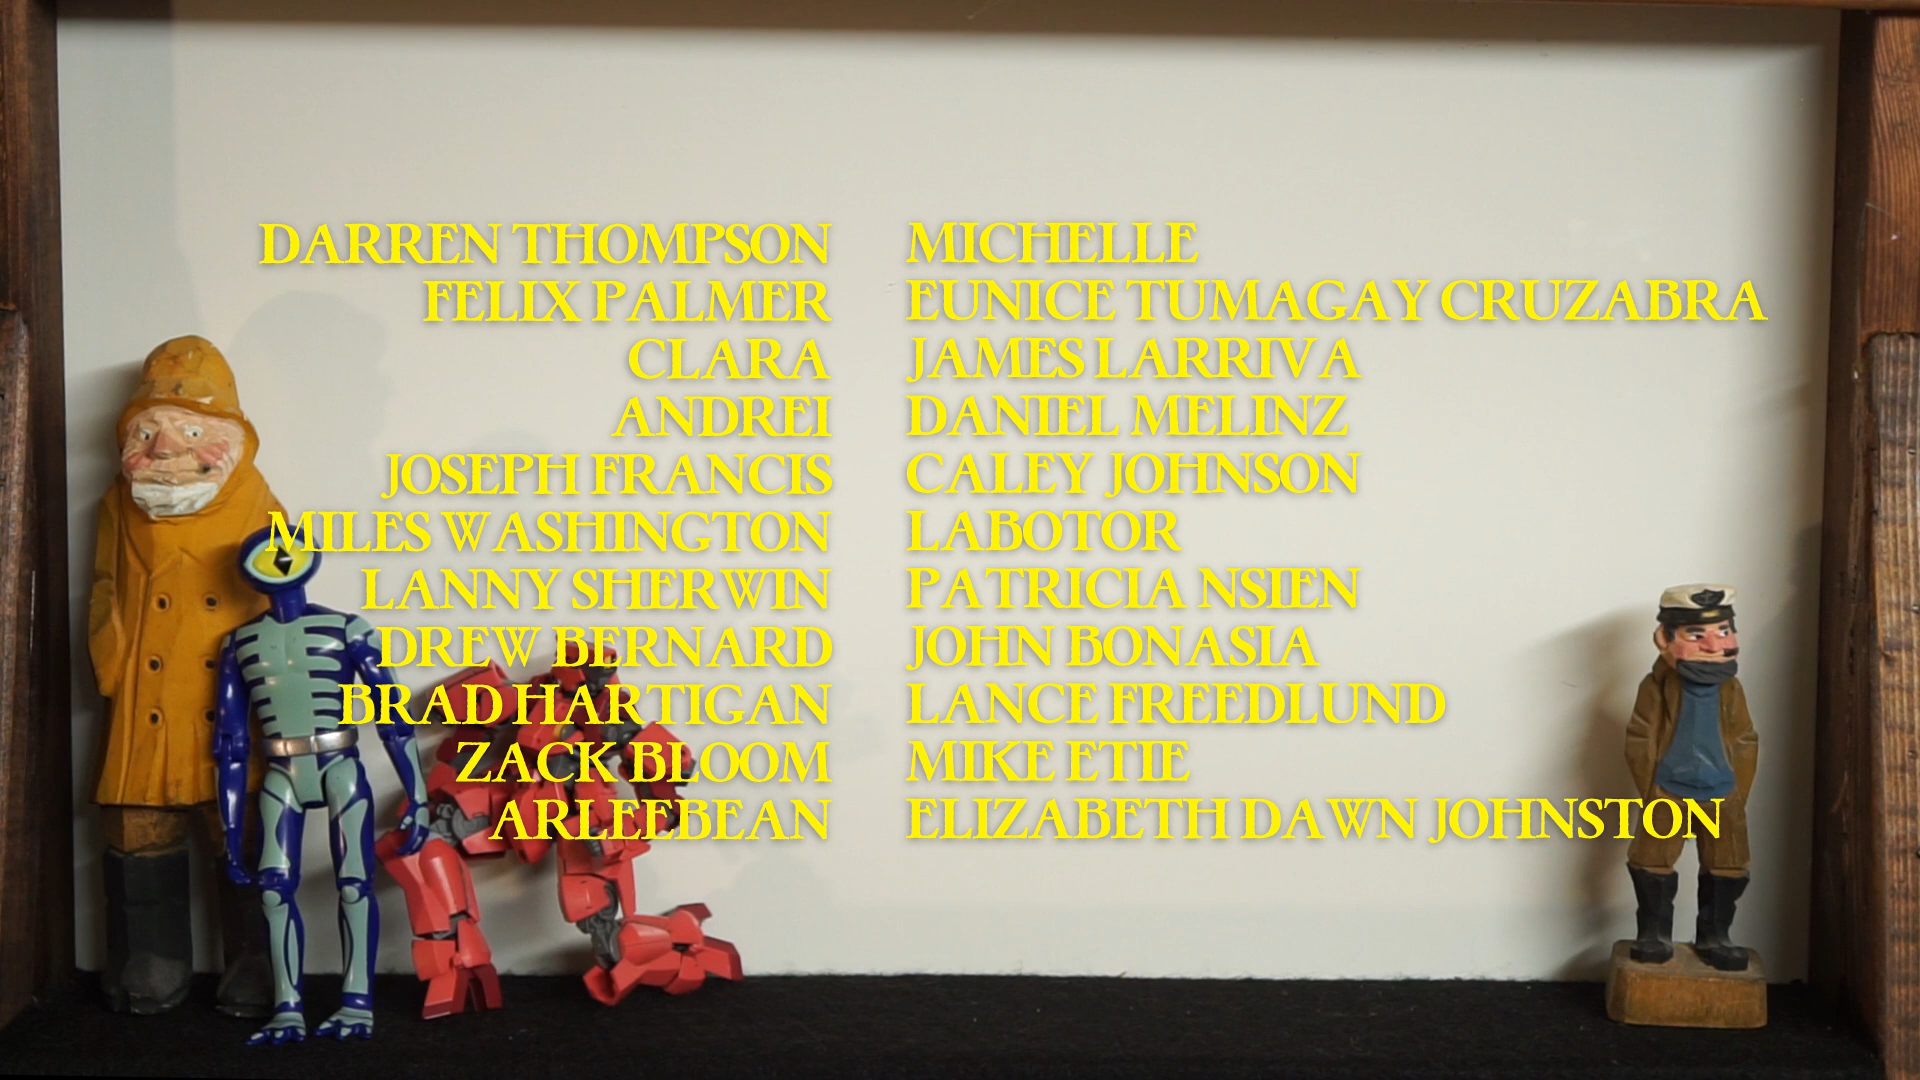 DARREN THOMPSON
FELIX PALMER
CLARA
ANDREI
JOSEPH FRANCIS
MILES WASHINGTON
LANNY SHERWIN
DREW BERNARD
BRAD HARTIGAN
ZACK BLOOM
ARLEEBEAN
MICHELLE
EUNICE TUMAGAY CRUZABRA
JAMES LARRIVA
DANIEL MELINZ
CALEY JOHNSON
LABOTOR
PATRICIA NSIEN
JOHN BONASIA
LANCE FREEDLUND
MIKE ETIE
ELIZABETH DAWN JOHNSTON